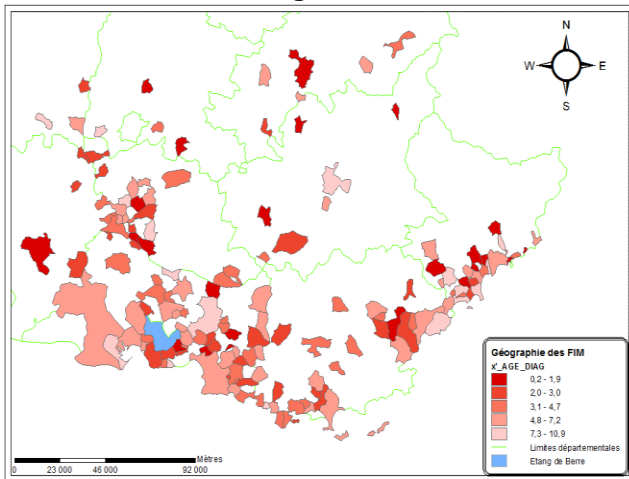 N
W E
S
Géographie des FIM
x'_AGE_DIAG
0,2 - 1,9
2,0 - 3,0
3,1 - 4,7
4,8 - 7,2
7,3 - 10,9
Limites départementales
Etang de Berre
Mètres
0 23 000 46 000 92 000